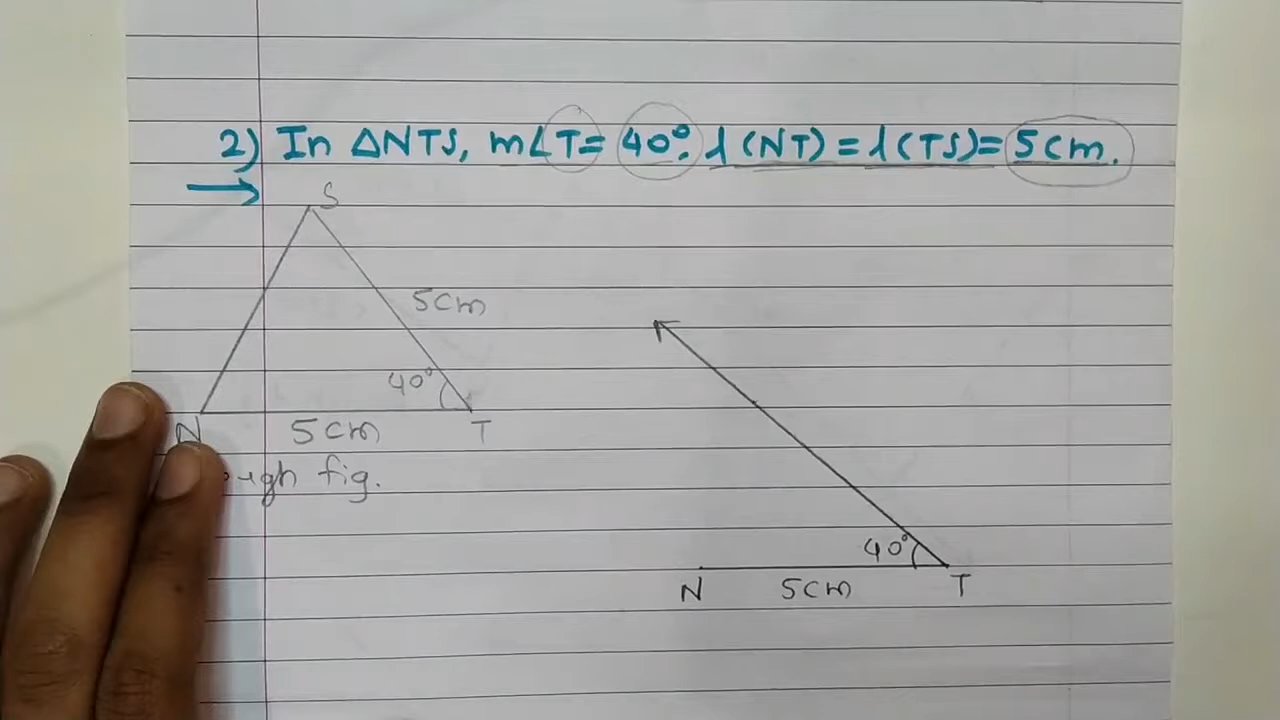 2) In ΔNTS, m∠T= 40°. l(NT) = l(TS)= 5cm.
S
5cm
40°
N 5cm T
fig.
40°
N 5cm T